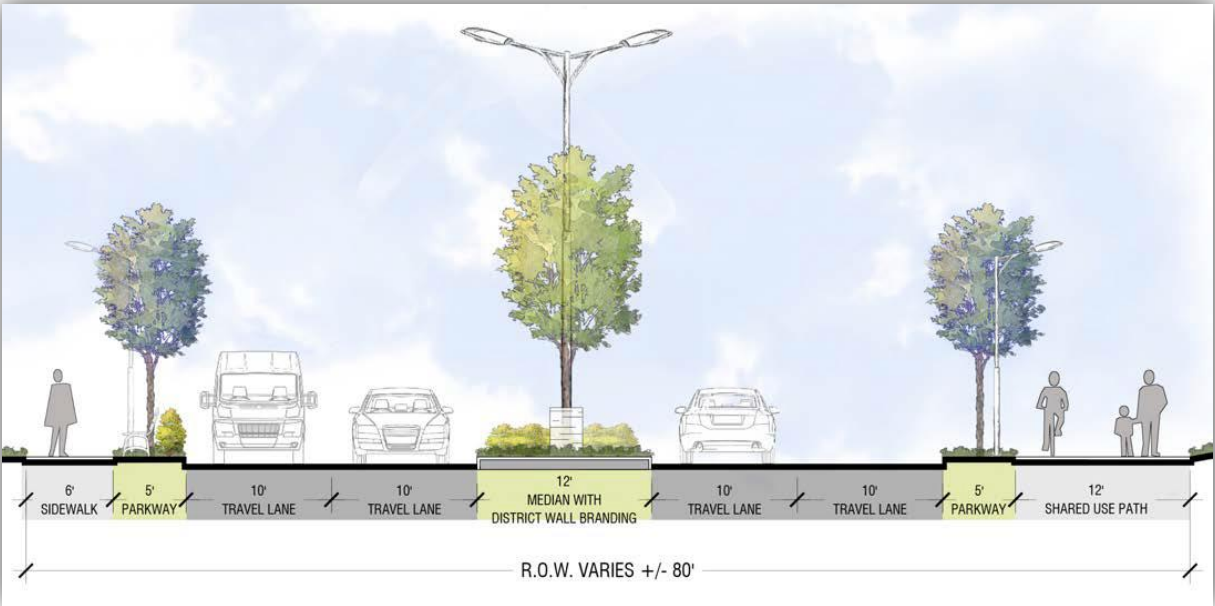 6'
SIDEWALK
5'
PARKWAY
10'
TRAVEL LANE
10'
TRAVEL LANE
12'
MEDIAN WITH
DISTRICT WALL BRANDING
10'
TRAVEL LANE
10'
TRAVEL LANE
5'
PARKWAY
12'
SHARED USE PATH
R.O.W. VARIES +/- 80'